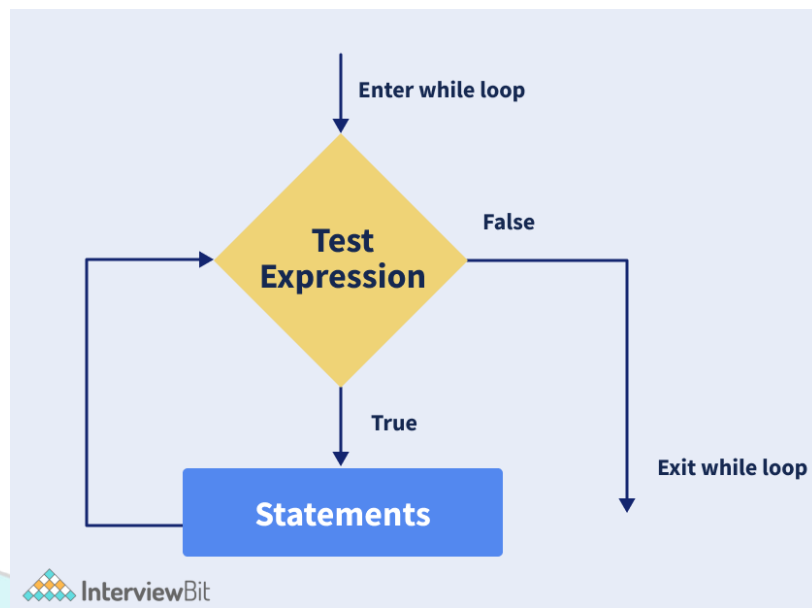 Enter while loop
False
Test
Expression
True
Exit while loop
Statements
InterviewBit